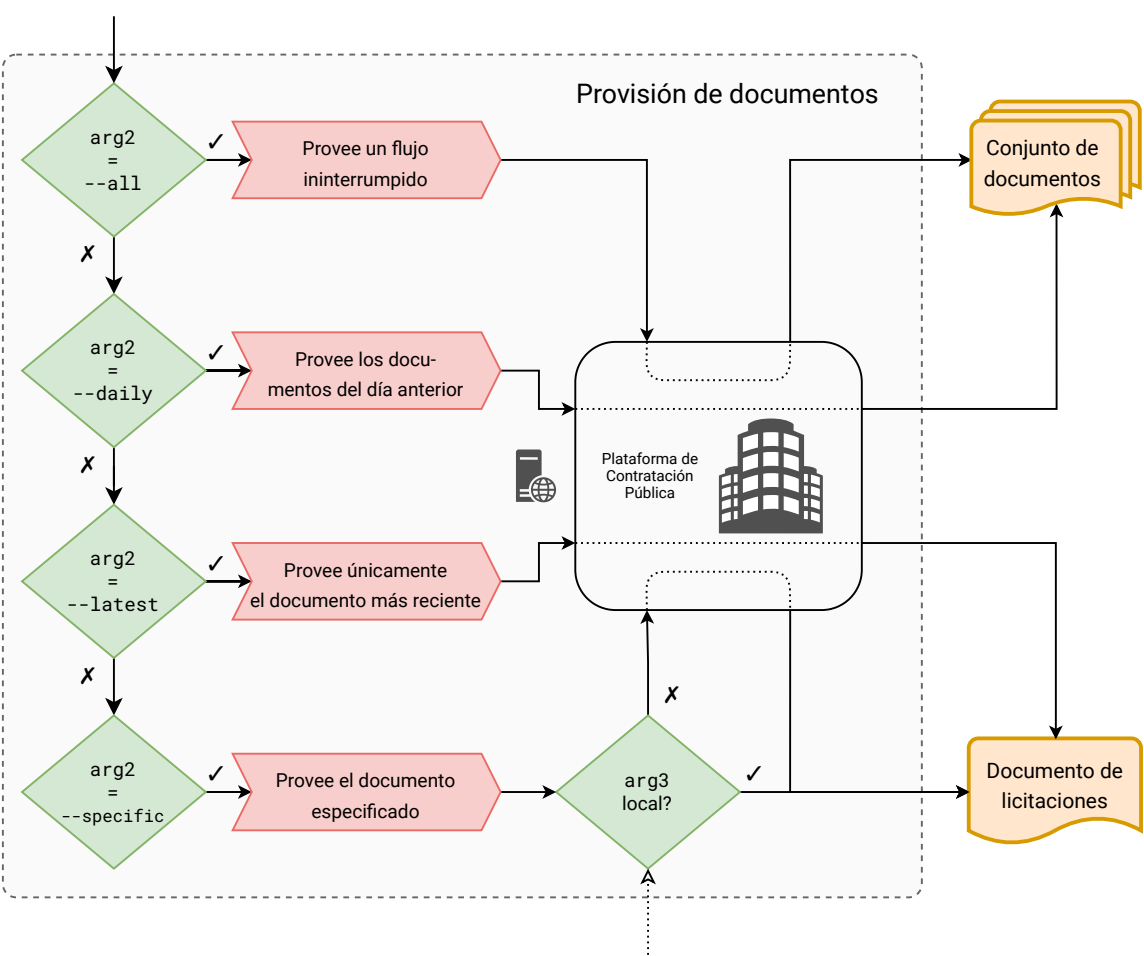 Provisión de documentos
arg2
=
--all
✓
Provee un flujo
ininterrumpido
Conjunto de
documentos
✗
arg2
=
--daily
✓
Provee los docu-
mentos del día anterior
✗
Plataforma de
Contratación
Pública
arg2
=
--latest
✓
Provee únicamente
el documento más reciente
✗
✗
arg2
=
--specific
✓
Provee el documento
especificado
arg3
local?
✓
Documento de
licitaciones